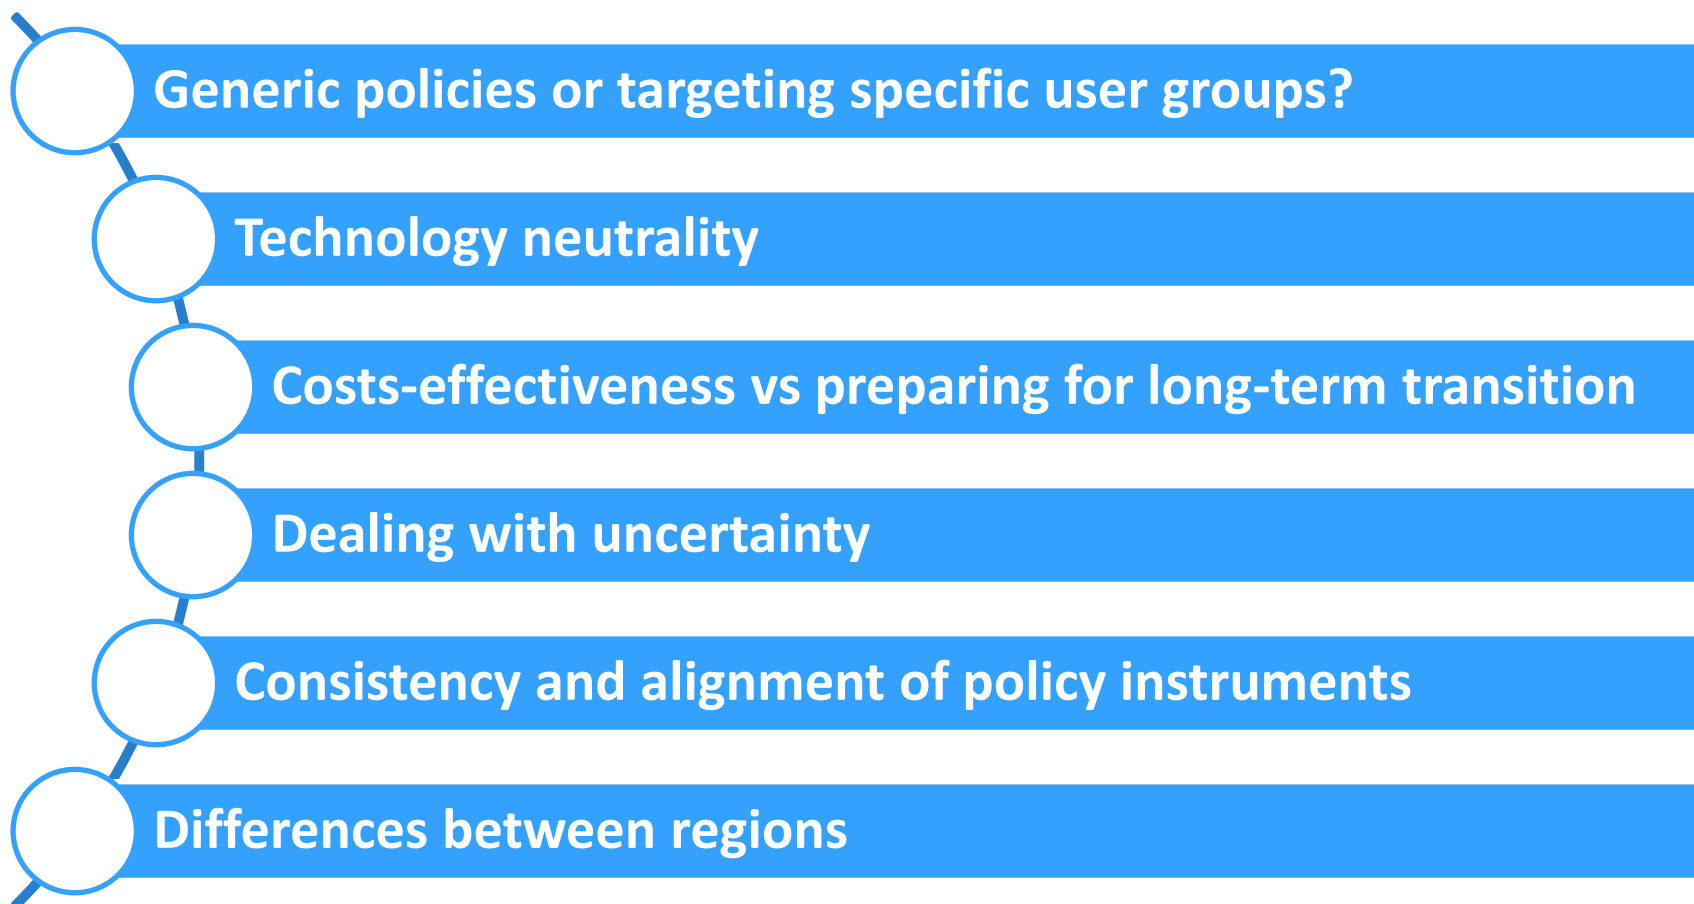 Generic policies or targeting specific user groups?
Technology neutrality
Costs-effectiveness vs preparing for long-term transition
Dealing with uncertainty
Consistency and alignment of policy instruments
Differences between regions